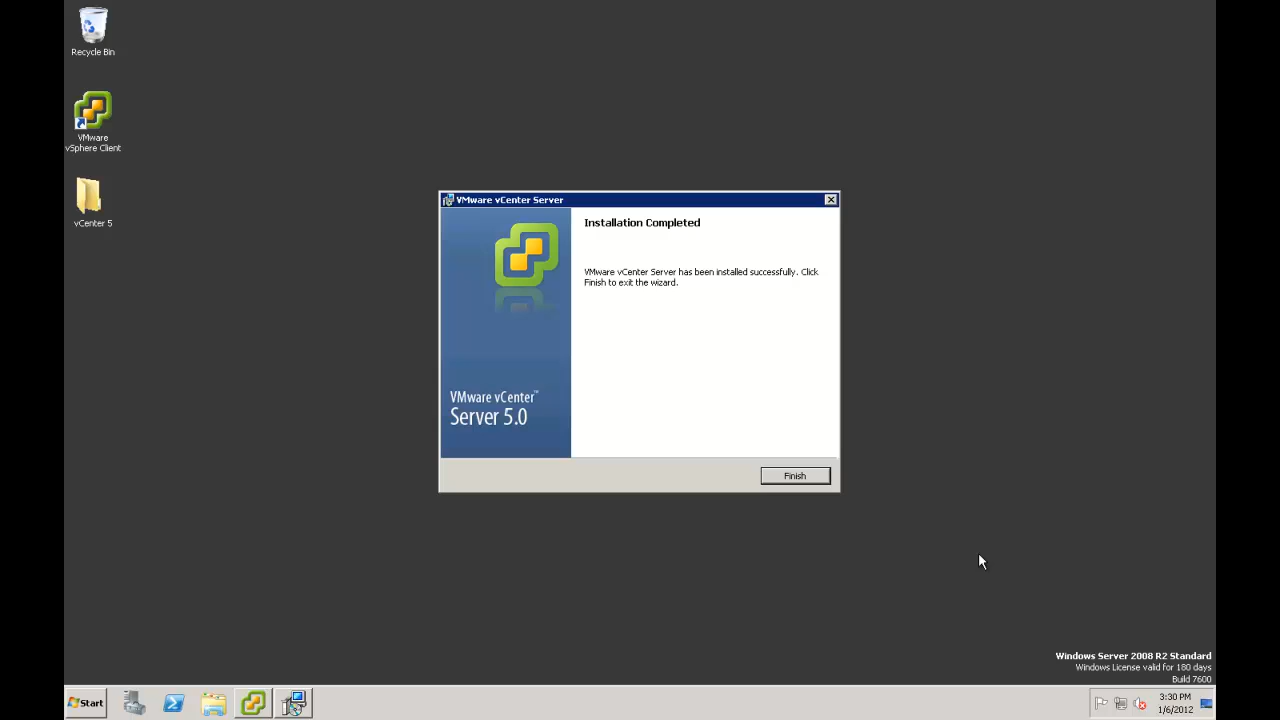 Recycle Bin
VMware
vSphere Client
vCenter 5
VMware vCenter Server
Installation Completed
VMware vCenter Server has been installed successfully. Click
Finish to exit the wizard.
VMware vCenter™
Server 5.0
Finish
Windows Server 2008 R2 Standard
Windows License valid for 180 days
Build 7600
Start
3:30 PM
1/6/2012